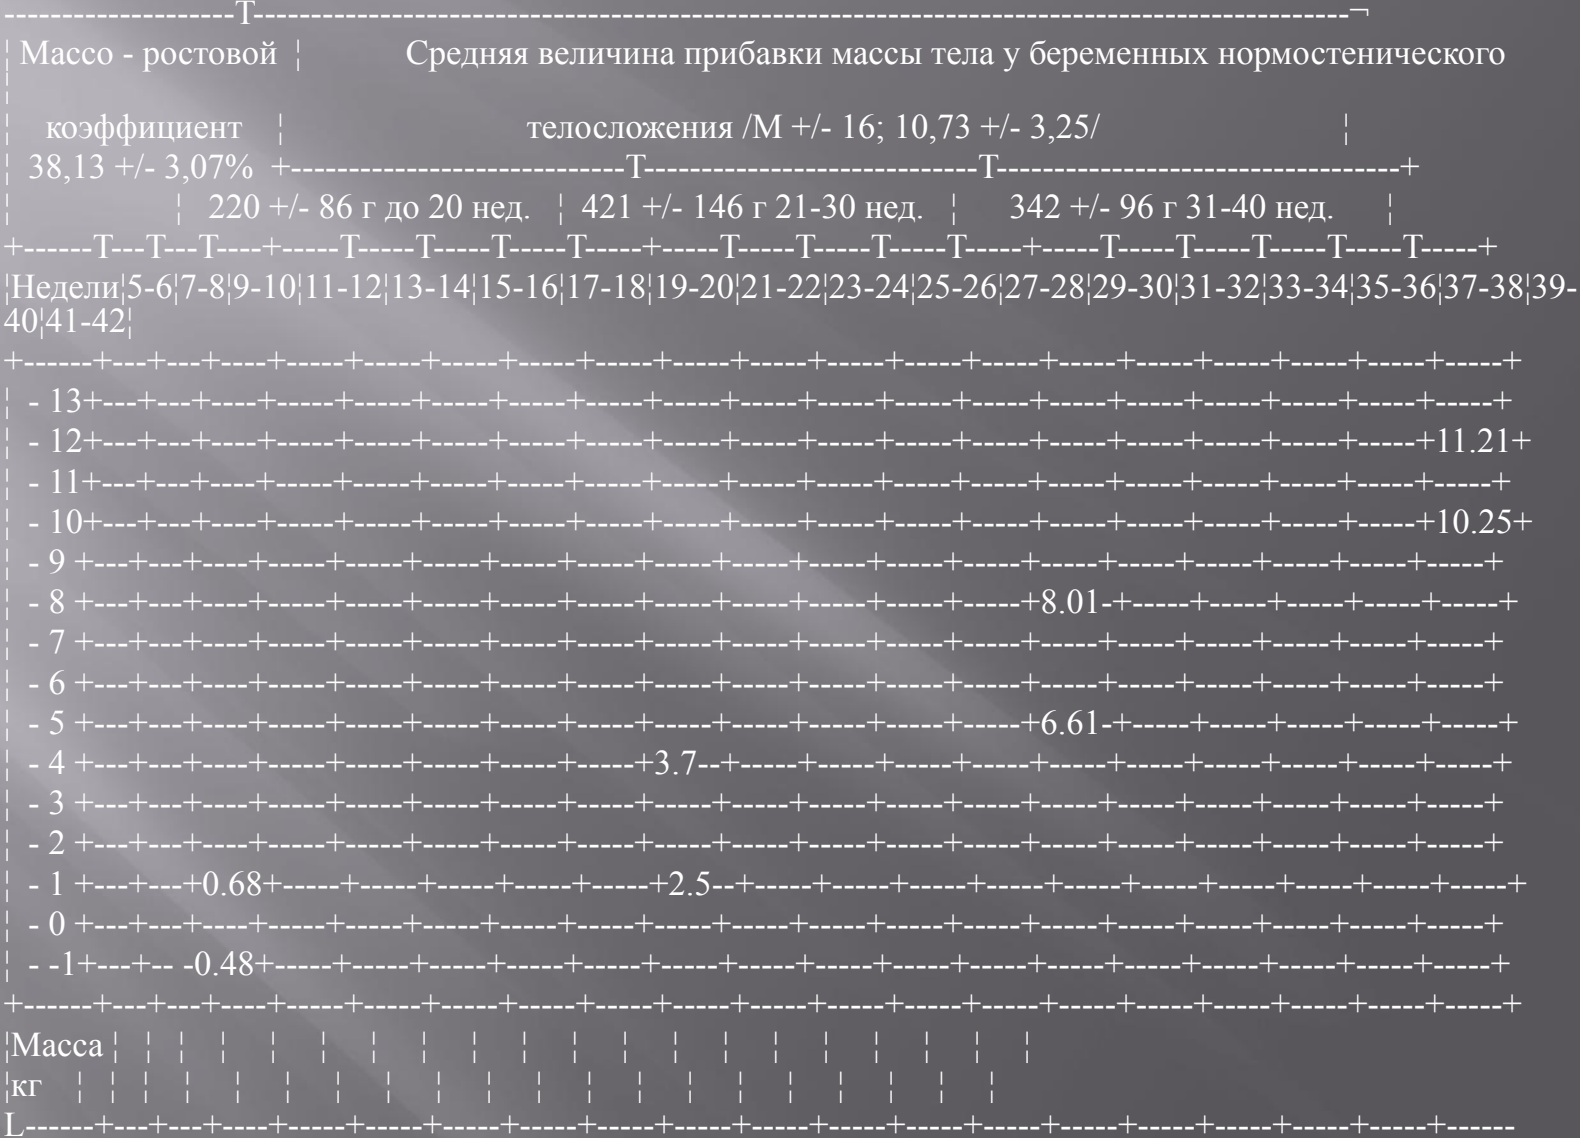 --------------------T-----------------------------------------------------------------------------------------------¬
¦ Массо - ростовой ¦ Средняя величина прибавки массы тела у беременных нормостенического
¦
¦ коэффициент ¦ телосложения /М +/- 16; 10,73 +/- 3,25/ ¦
¦ 38,13 +/- 3,07% +-----------------------------T-----------------------------T-----------------------------------+
¦ ¦ 220 +/- 86 г до 20 нед. ¦ 421 +/- 146 г 21-30 нед. ¦ 342 +/- 96 г 31-40 нед. ¦
+------T---T---T----+-----T-----T-----T-----T-----+-----T-----T-----T-----T-----+-----T-----T-----T-----T-----T-----+
¦Недели¦5-6¦7-8¦9-10¦11-12¦13-14¦15-16¦17-18¦19-20¦21-22¦23-24¦25-26¦27-28¦29-30¦31-32¦33-34¦35-36¦37-38¦39-
40¦41-42¦
+------+---+---+----+-----+-----+-----+-----+-----+-----+-----+-----+-----+-----+-----+-----+-----+-----+-----+
¦ - 13+---+---+----+-----+-----+-----+-----+-----+-----+-----+-----+-----+-----+-----+-----+-----+-----+-----+
¦ - 12+---+---+----+-----+-----+-----+-----+-----+-----+-----+-----+-----+-----+-----+-----+-----+-----+11.21+
¦ - 11+---+---+----+-----+-----+-----+-----+-----+-----+-----+-----+-----+-----+-----+-----+-----+-----+-----+
¦ - 10+---+---+----+-----+-----+-----+-----+-----+-----+-----+-----+-----+-----+-----+-----+-----+-----+10.25+
¦ - 9 +---+---+----+-----+-----+-----+-----+-----+-----+-----+-----+-----+-----+-----+-----+-----+-----+-----+
¦ - 8 +---+---+----+-----+-----+-----+-----+-----+-----+-----+-----+-----+8.01-+-----+-----+-----+-----+-----+
¦ - 7 +---+---+----+-----+-----+-----+-----+-----+-----+-----+-----+-----+-----+-----+-----+-----+-----+-----+
¦ - 6 +---+---+----+-----+-----+-----+-----+-----+-----+-----+-----+-----+-----+-----+-----+-----+-----+-----+
¦ - 5 +---+---+----+-----+-----+-----+-----+-----+-----+-----+-----+-----+6.61-+-----+-----+-----+-----+-----+
¦ - 4 +---+---+----+-----+-----+-----+-----+-----+3.7--+-----+-----+-----+-----+-----+-----+-----+-----+-----+
¦ - 3 +---+---+----+-----+-----+-----+-----+-----+-----+-----+-----+-----+-----+-----+-----+-----+-----+-----+
¦ - 2 +---+---+----+-----+-----+-----+-----+-----+-----+-----+-----+-----+-----+-----+-----+-----+-----+-----+
¦ - 1 +---+---+0.68+-----+-----+-----+-----+-----+2.5--+-----+-----+-----+-----+-----+-----+-----+-----+-----+
¦ - 0 +---+---+----+-----+-----+-----+-----+-----+-----+-----+-----+-----+-----+-----+-----+-----+-----+-----+
¦ - -1+---+-- -0.48+-----+-----+-----+-----+-----+-----+-----+-----+-----+-----+-----+-----+-----+-----+-----+
+------+---+---+----+-----+-----+-----+-----+-----+-----+-----+-----+-----+-----+-----+-----+-----+-----+-----+
¦Масса ¦ ¦ ¦ ¦ ¦ ¦ ¦ ¦ ¦ ¦ ¦ ¦ ¦ ¦ ¦ ¦ ¦ ¦ ¦ ¦
¦кг ¦ ¦ ¦ ¦ ¦ ¦ ¦ ¦ ¦ ¦ ¦ ¦ ¦ ¦ ¦ ¦ ¦ ¦ ¦ ¦
L------+---+---+----+-----+-----+-----+-----+-----+-----+-----+-----+-----+-----+-----+-----+-----+-----+------